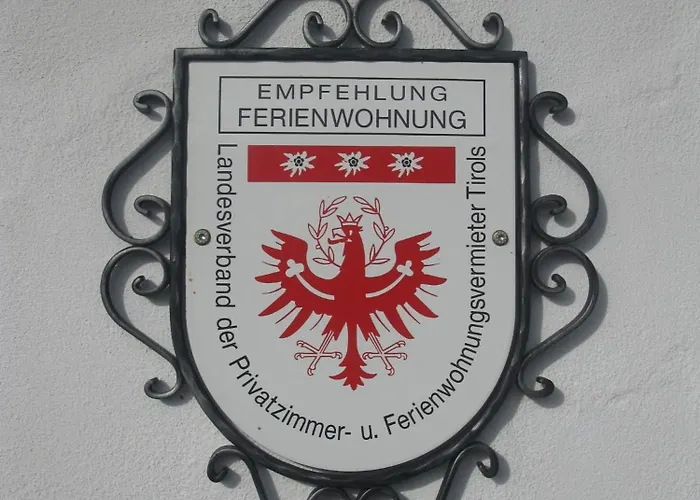 EMPFEHLUNG
FERIENWOHNUNG
Landesverband der Privatzimmer- u. Ferienwohnungsvermieter Tirols